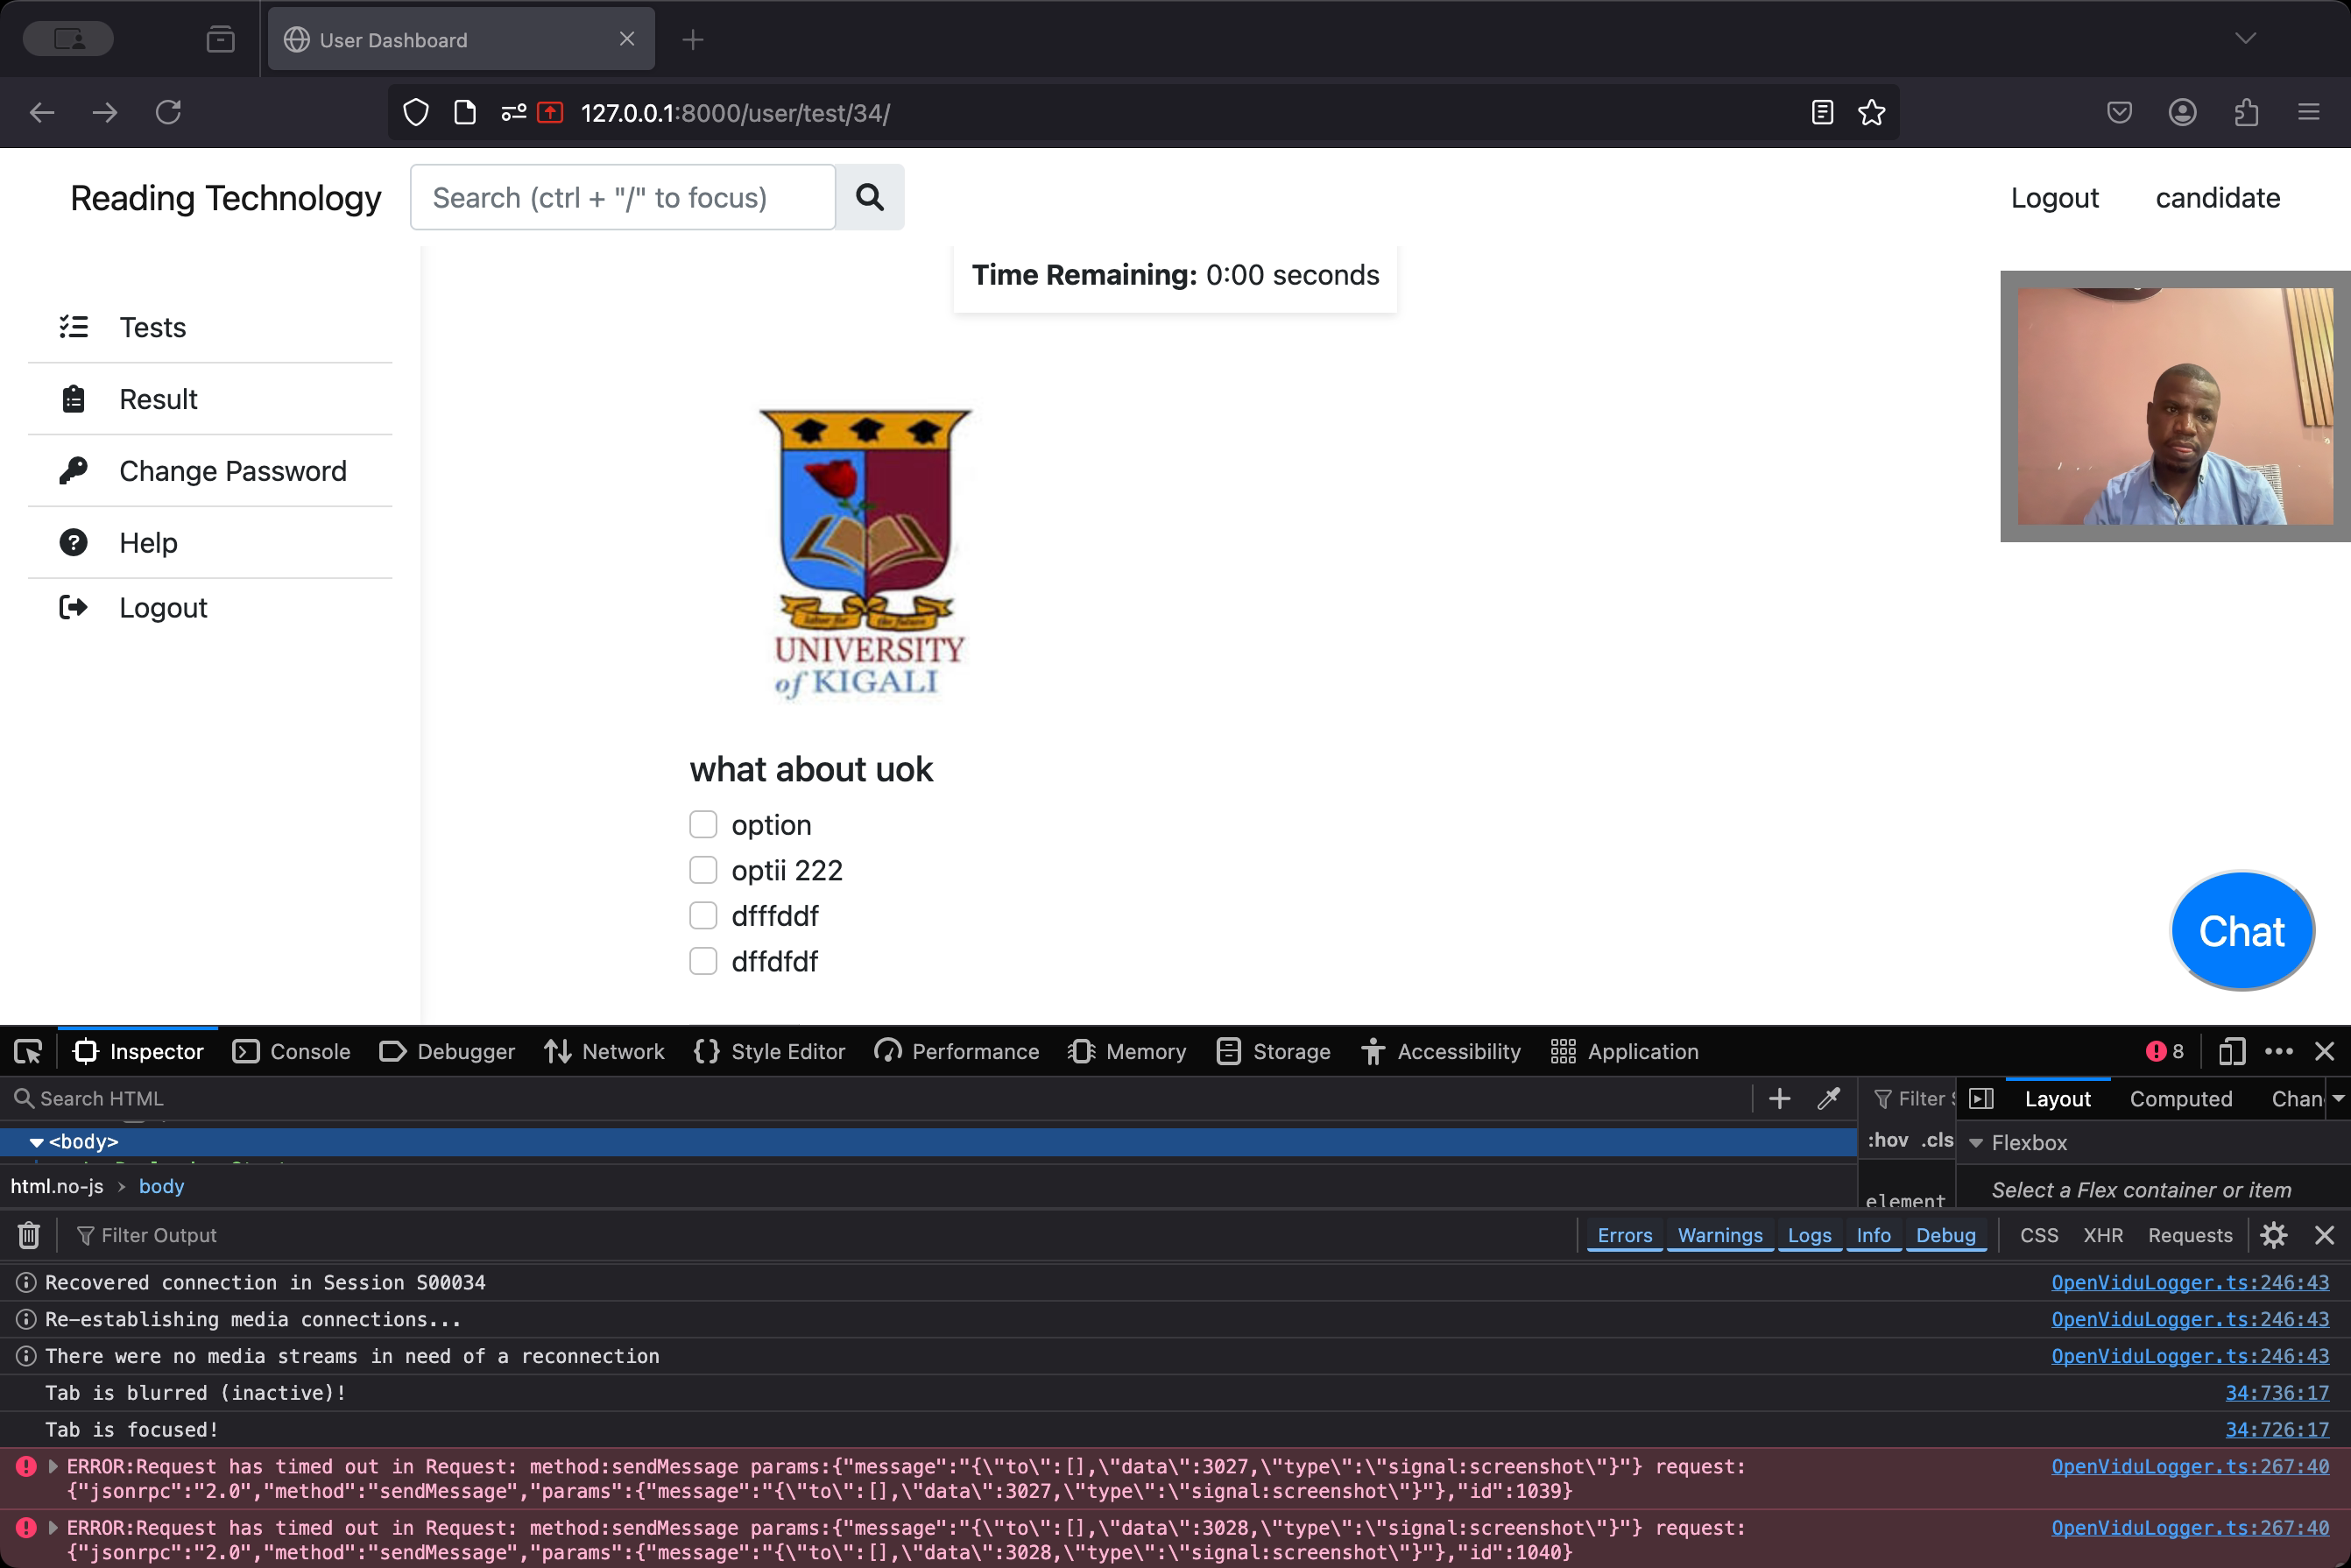 User Dashboard
127.0.0.1:8000/user/test/34/
Reading Technology
Search (ctrl + "/" to focus)
Logout
candidate
Time Remaining: 0:00 seconds
Tests
Result
Change Password
Help
Logout
UNIVERSITY
of KIGALI
what about uok
option
optii 222
dfffddf
dffdfdf
Chat
Inspector
Console
Debugger
Network
Style Editor
Performance
Memory
Storage
Accessibility
Application
8
Search HTML
Filter S
Layout
Computed
Chan
<body>
:hov .cls
Flexbox
html.no-js > body
element
Select a Flex container or item
Filter Output
Errors
Warnings
Logs
Info
Debug
CSS
XHR
Requests
Recovered connection in Session S00034 OpenViduLogger.ts:246:43
Re-establishing media connections... OpenViduLogger.ts:246:43
There were no media streams in need of a reconnection OpenViduLogger.ts:246:43
Tab is blurred (inactive)! 34:736:17
Tab is focused! 34:726:17
ERROR:Request has timed out in Request: method:sendMessage params:{"message":"{\"to\":[],\"data\":3027,\"type\":\"signal:screenshot\"}"} request: OpenViduLogger.ts:267:40
{"jsonrpc":"2.0","method":"sendMessage","params":{"message":"{\"to\":[],\"data\":3027,\"type\":\"signal:screenshot\"}"},"id":1039}
ERROR:Request has timed out in Request: method:sendMessage params:{"message":"{\"to\":[],\"data\":3028,\"type\":\"signal:screenshot\"}"} request: OpenViduLogger.ts:267:40
{"jsonrpc":"2.0","method":"sendMessage","params":{"message":"{\"to\":[],\"data\":3028,\"type\":\"signal:screenshot\"}"},"id":1040}